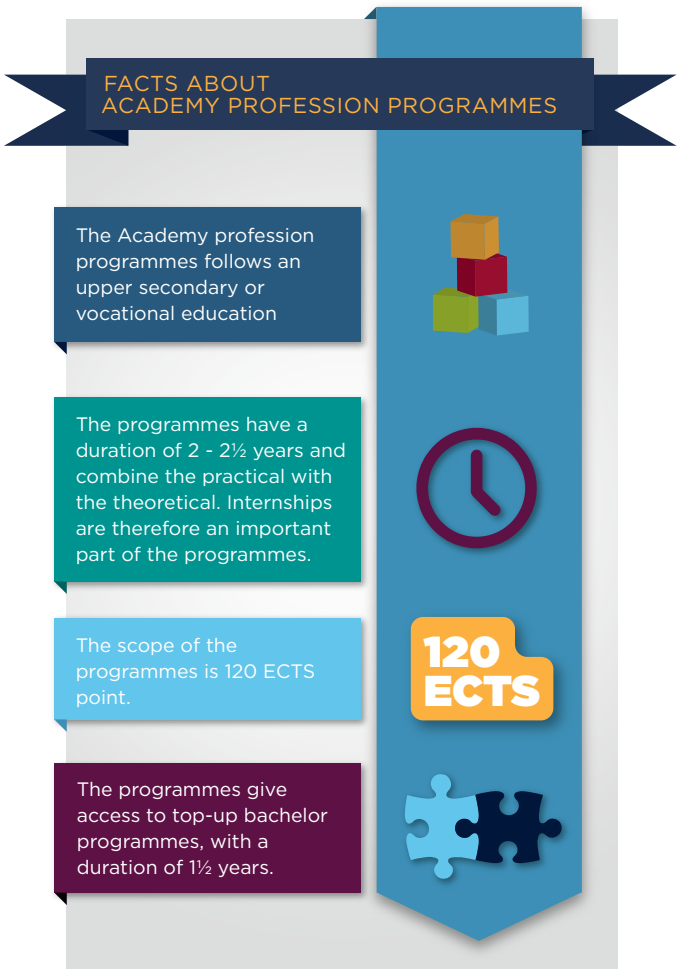 FACTS ABOUT
ACADEMY PROFESSION PROGRAMMES
The Academy profession
programmes follows an
upper secondary or
vocational education
The programmes have a
duration of 2 - 2½ years and
combine the practical with
the theoretical. Internships
are therefore an important
part of the programmes.
The scope of the
programmes is 120 ECTS
point.
120
ECTS
The programmes give
access to top-up bachelor
programmes, with a
duration of 1½ years.